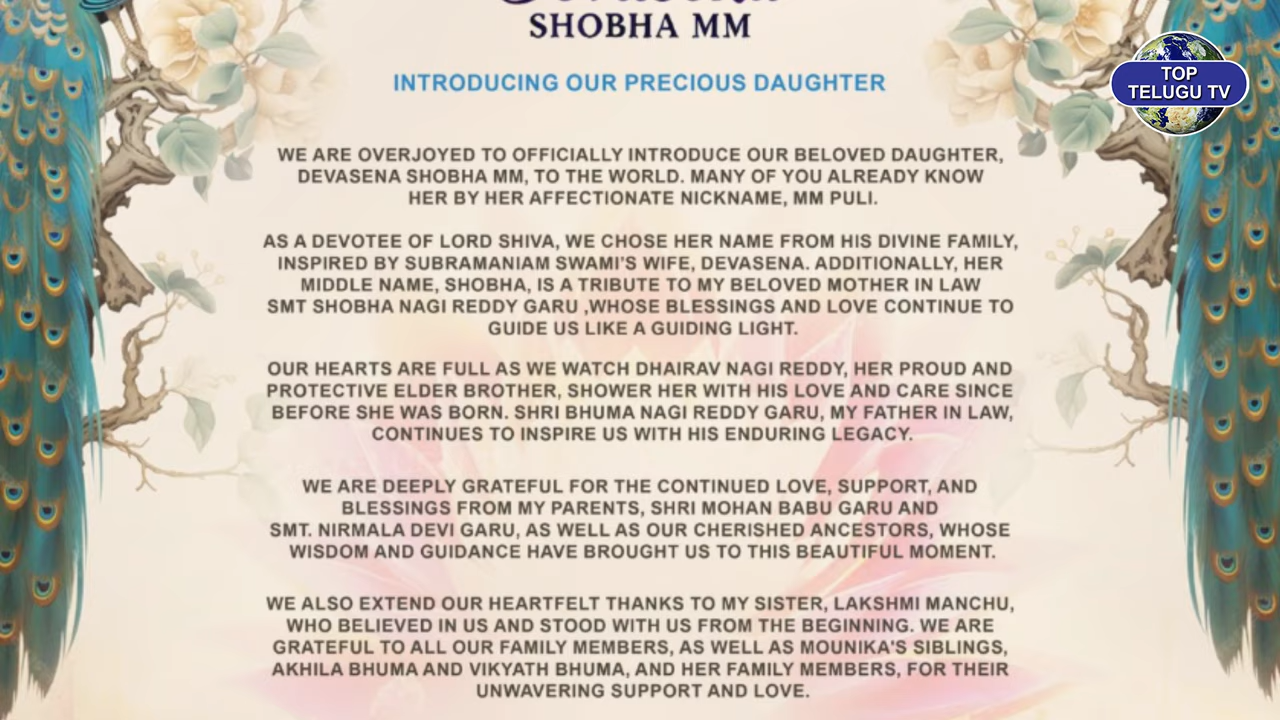 SHOBHA MM
TOP
TELUGU TV
INTRODUCING OUR PRECIOUS DAUGHTER
WE ARE OVERJOYED TO OFFICIALLY INTRODUCE OUR BELOVED DAUGHTER,
DEVASENA SHOBHA MM, TO THE WORLD. MANY OF YOU ALREADY KNOW
HER BY HER AFFECTIONATE NICKNAME, MM PULI.
AS A DEVOTEE OF LORD SHIVA, WE CHOSE HER NAME FROM HIS DIVINE FAMILY,
INSPIRED BY SUBRAMANIAM SWAMI'S WIFE, DEVASENA. ADDITIONALLY, HER
MIDDLE NAME, SHOBHA, IS A TRIBUTE TO MY BELOVED MOTHER IN LAW
SMT SHOBHA NAGI REDDY GARU ,WHOSE BLESSINGS AND LOVE CONTINUE TO
GUIDE US LIKE A GUIDING LIGHT.
OUR HEARTS ARE FULL AS WE WATCH DHAIRAV NAGI REDDY, HER PROUD AND
PROTECTIVE ELDER BROTHER, SHOWER HER WITH HIS LOVE AND CARE SINCE
BEFORE SHE WAS BORN. SHRI BHUMA NAGI REDDY GARU, MY FATHER IN LAW,
CONTINUES TO INSPIRE US WITH HIS ENDURING LEGACY.
WE ARE DEEPLY GRATEFUL FOR THE CONTINUED LOVE, SUPPORT, AND
BLESSINGS FROM MY PARENTS, SHRI MOHAN BABU GARU AND
SMT. NIRMALA DEVI GARU, AS WELL AS OUR CHERISHED ANCESTORS, WHOSE
WISDOM AND GUIDANCE HAVE BROUGHT US TO THIS BEAUTIFUL MOMENT.
WE ALSO EXTEND OUR HEARTFELT THANKS TO MY SISTER, LAKSHMI MANCHU,
WHO BELIEVED IN US AND STOOD WITH US FROM THE BEGINNING. WE ARE
GRATEFUL TO ALL OUR FAMILY MEMBERS, AS WELL AS MOUNIKA'S SIBLINGS,
AKHILA BHUMA AND VIKYATH BHUMA, AND HER FAMILY MEMBERS, FOR THEIR
UNWAVERING SUPPORT AND LOVE.